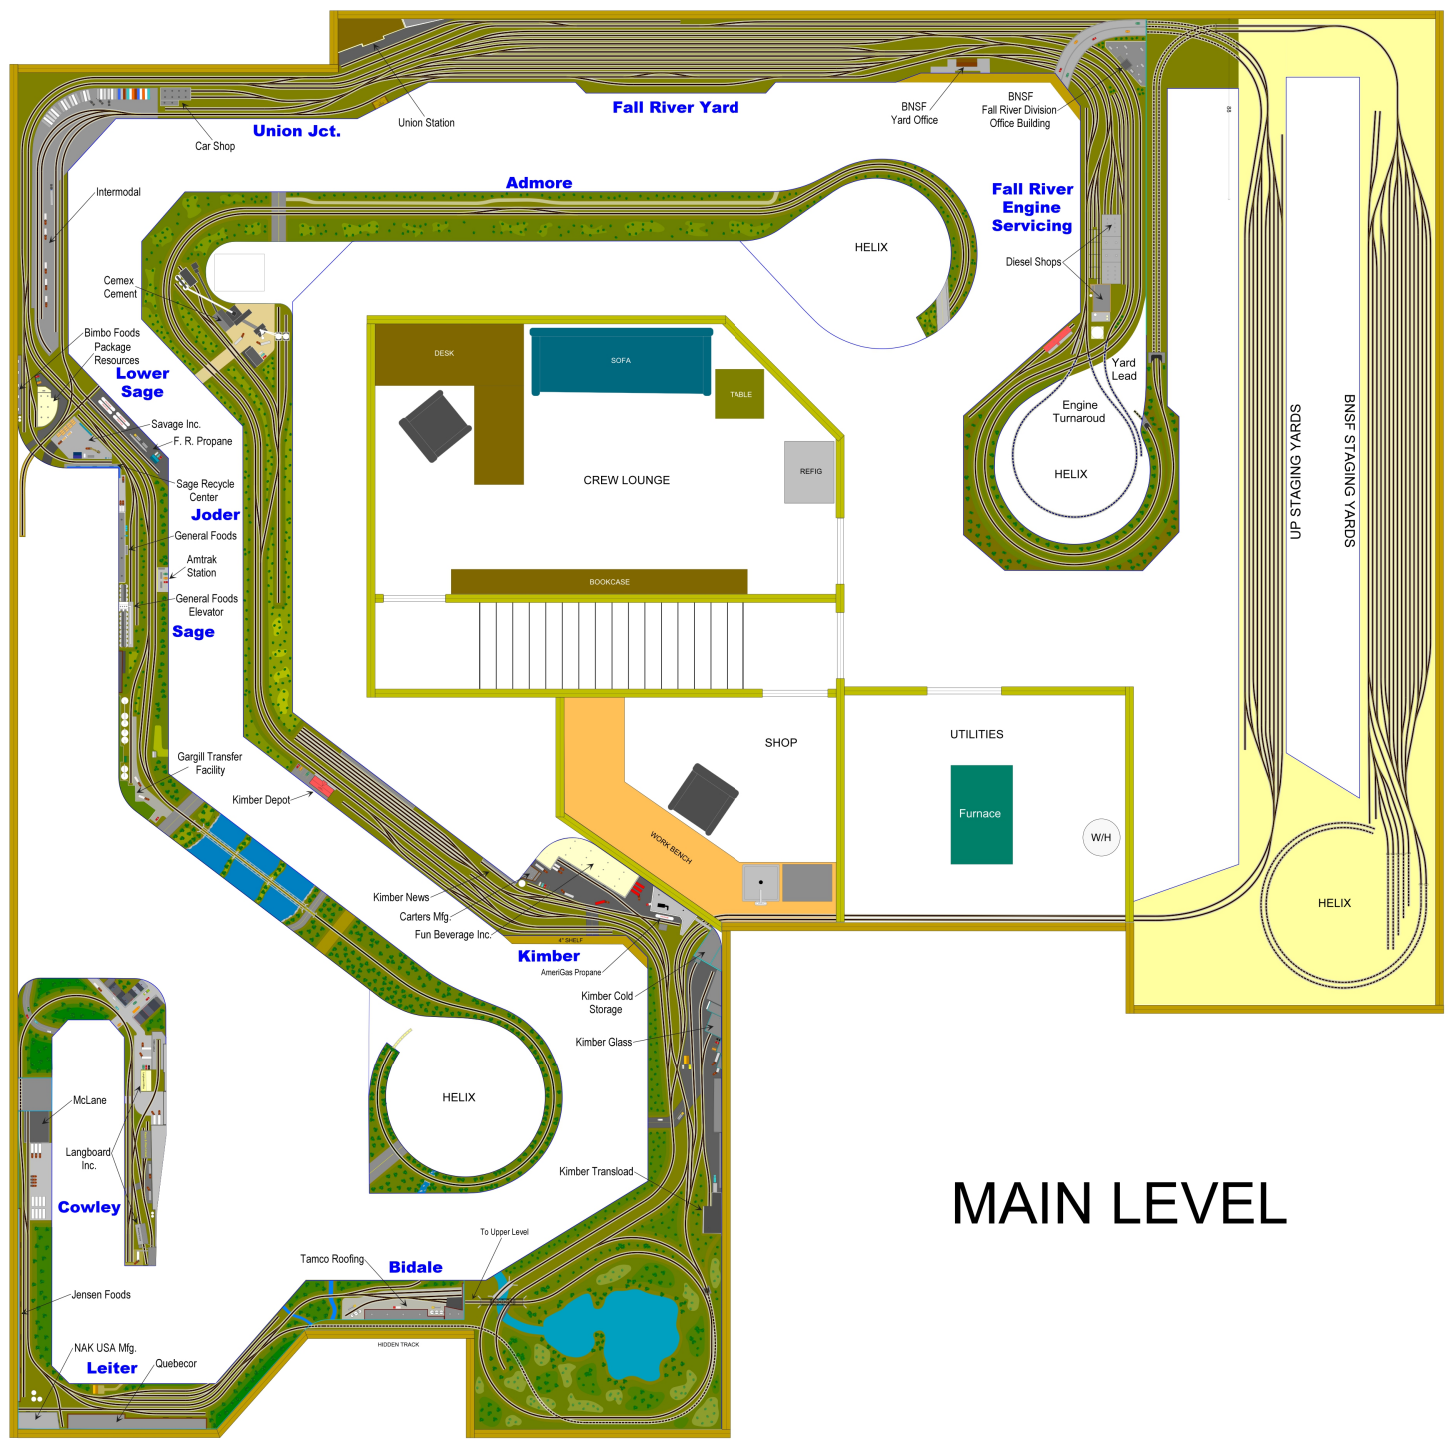 Fall River Yard
Union Station
Union Jct.
Car Shop
BNSF
Yard Office
BNSF
Fall River Division
Office Building
Intermodal
Admore
Fall River
Engine
Servicing
HELIX
Diesel Shops
Cemex
Cement
Bimbo Foods
Package
Resources
Lower
Sage
Savage Inc.
F. R. Propane
Sage Recycle
Center
Joder
General Foods
Amtrak
Station
General Foods
Elevator
Sage
DESK
SOFA
TABLE
REFIG
CREW LOUNGE
BOOKCASE
Yard
Lead
Engine
Turnaroud
HELIX
UP STAGING YARDS
BNSF STAGING YARDS
Gargill Transfer
Facility
Kimber Depot
SHOP
WORK BENCH
UTILITIES
Furnace
W/H
HELIX
Kimber News
Carters Mfg.
Fun Beverage Inc.
4" SHELF
Kimber
AmeriGas Propane
Kimber Cold
Storage
Kimber Glass
HELIX
McLane
Langboard
Inc.
Cowley
Kimber Transload
MAIN LEVEL
To Upper Level
Tamco Roofing
Bidale
Jensen Foods
HIDDEN TRACK
NAK USA Mfg.
Quebecor
Leiter